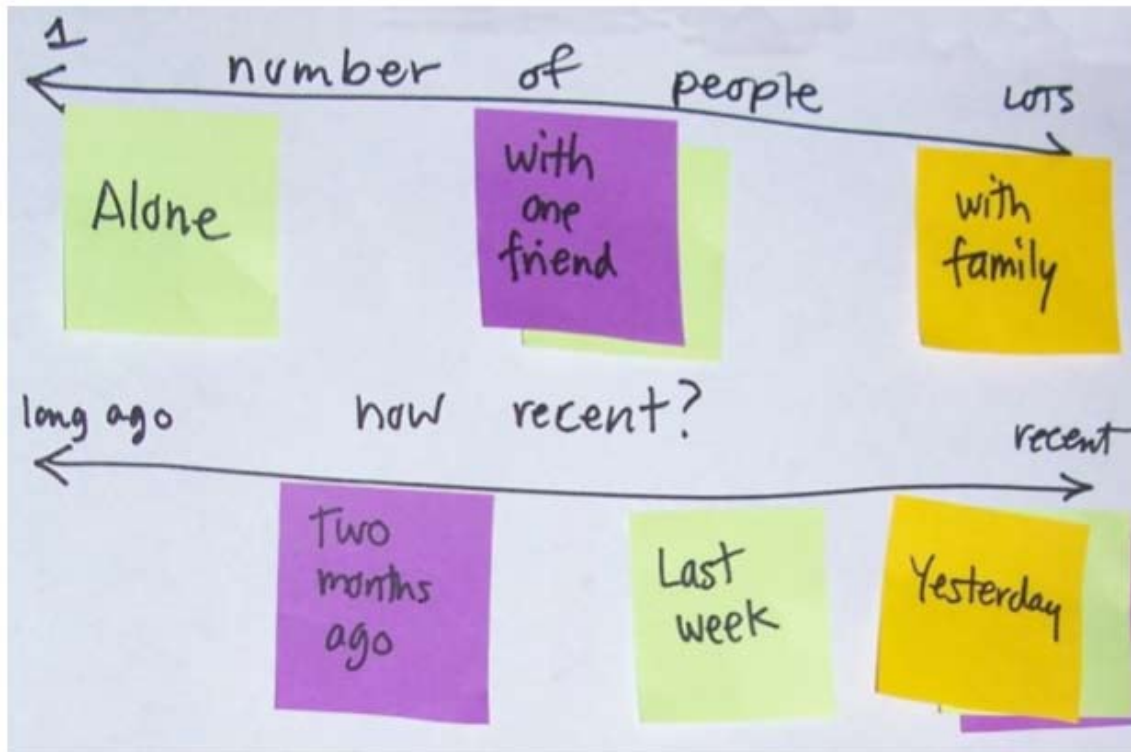 1
number of people LOTS
Alone
with
one
friend
with
family
long ago how recent? recent
Two
months
ago
Last
week
Yesterday